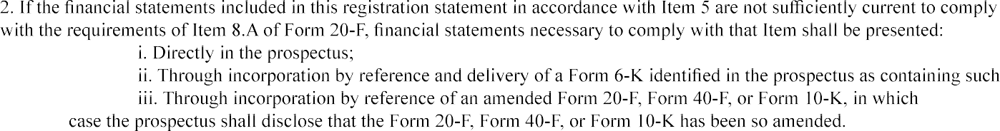 2. If the financial statements included in this registration statement in accordance with Item 5 are not sufficiently current to comply
with the requirements of Item 8.A of Form 20-F, financial statements necessary to comply with that Item shall be presented:
i. Directly in the prospectus;
ii. Through incorporation by reference and delivery of a Form 6-K identified in the prospectus as containing such
iii. Through incorporation by reference of an amended Form 20-F, Form 40-F, or Form 10-K, in which
case the prospectus shall disclose that the Form 20-F, Form 40-F, or Form 10-K has been so amended.